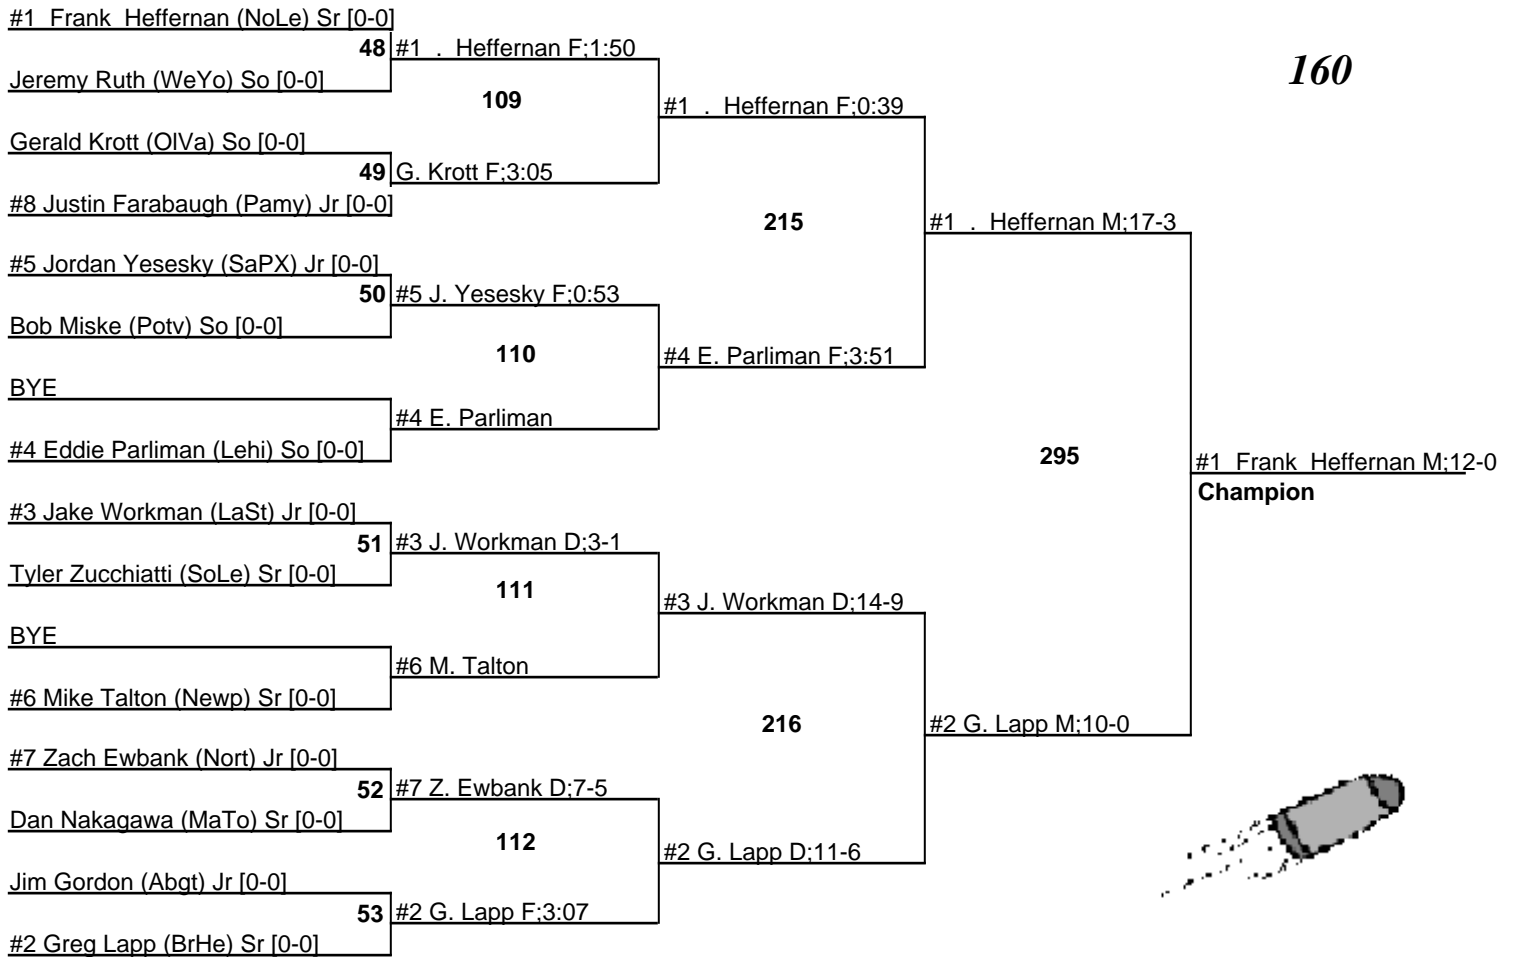 #1 Frank Heffernan (NoLe) Sr [0-0]
48
#1 . Heffernan F;1:50
Jeremy Ruth (WeYo) So [0-0]
160
109
#1 . Heffernan F;0:39
Gerald Krott (OlVa) So [0-0]
49
G. Krott F;3:05
#8 Justin Farabaugh (Pamy) Jr [0-0]
215
#1 . Heffernan M;17-3
#5 Jordan Yesesky (SaPX) Jr [0-0]
50
#5 J. Yesesky F;0:53
Bob Miske (Potv) So [0-0]
110
#4 E. Parliman F;3:51
BYE
#4 E. Parliman
#4 Eddie Parliman (Lehi) So [0-0]
295
#1 Frank Heffernan M;12-0
Champion
#3 Jake Workman (LaSt) Jr [0-0]
51
#3 J. Workman D;3-1
Tyler Zucchiatti (SoLe) Sr [0-0]
111
#3 J. Workman D;14-9
BYE
#6 M. Talton
#6 Mike Talton (Newp) Sr [0-0]
216
#2 G. Lapp M;10-0
#7 Zach Ewbank (Nort) Jr [0-0]
52
#7 Z. Ewbank D;7-5
Dan Nakagawa (MaTo) Sr [0-0]
112
#2 G. Lapp D;11-6
Jim Gordon (Abgt) Jr [0-0]
53
#2 G. Lapp F;3:07
#2 Greg Lapp (BrHe) Sr [0-0]